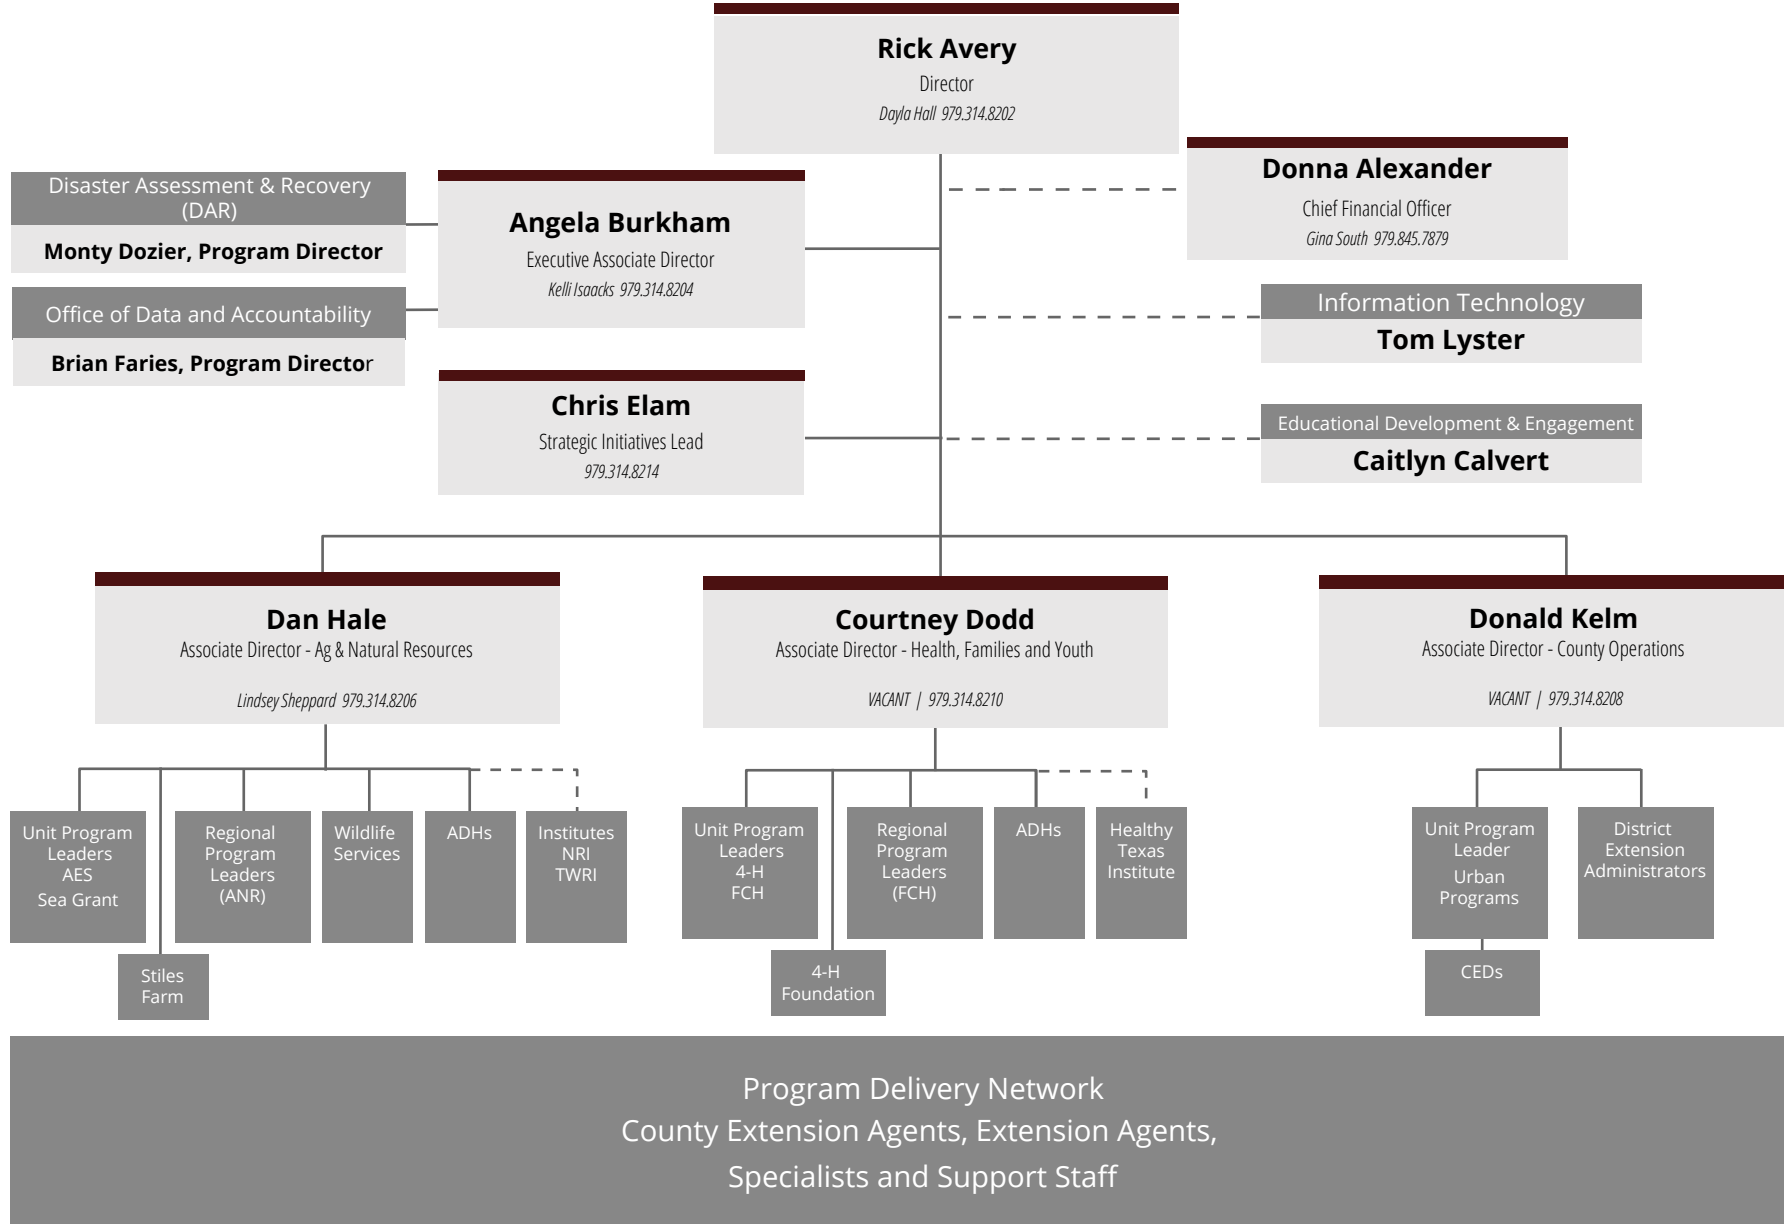 Rick Avery
Director
Dayla Hall 979.314.8202
Donna Alexander
Chief Financial Officer
Gina South 979.845.7879
Disaster Assessment & Recovery
(DAR)
Monty Dozier, Program Director
Angela Burkham
Executive Associate Director
Kelli Isaacks 979.314.8204
Office of Data and Accountability
Brian Faries, Program Director
Information Technology
Tom Lyster
Chris Elam
Strategic Initiatives Lead
979.314.8214
Educational Development & Engagement
Caitlyn Calvert
Dan Hale
Associate Director - Ag & Natural Resources
Lindsey Sheppard 979.314.8206
Courtney Dodd
Associate Director - Health, Families and Youth
VACANT | 979.314.8210
Donald Kelm
Associate Director - County Operations
VACANT | 979.314.8208
Unit Program
Leaders
AES
Sea Grant
Regional
Program
Leaders
(ANR)
Wildlife
Services
ADHs
Institutes
NRI
TWRI
Stiles
Farm
Unit Program
Leaders
4-H
FCH
Regional
Program
Leaders
(FCH)
ADHs
Healthy
Texas
Institute
4-H
Foundation
Unit Program
Leader
Urban
Programs
District
Extension
Administrators
CEDs
Program Delivery Network
County Extension Agents, Extension Agents,
Specialists and Support Staff